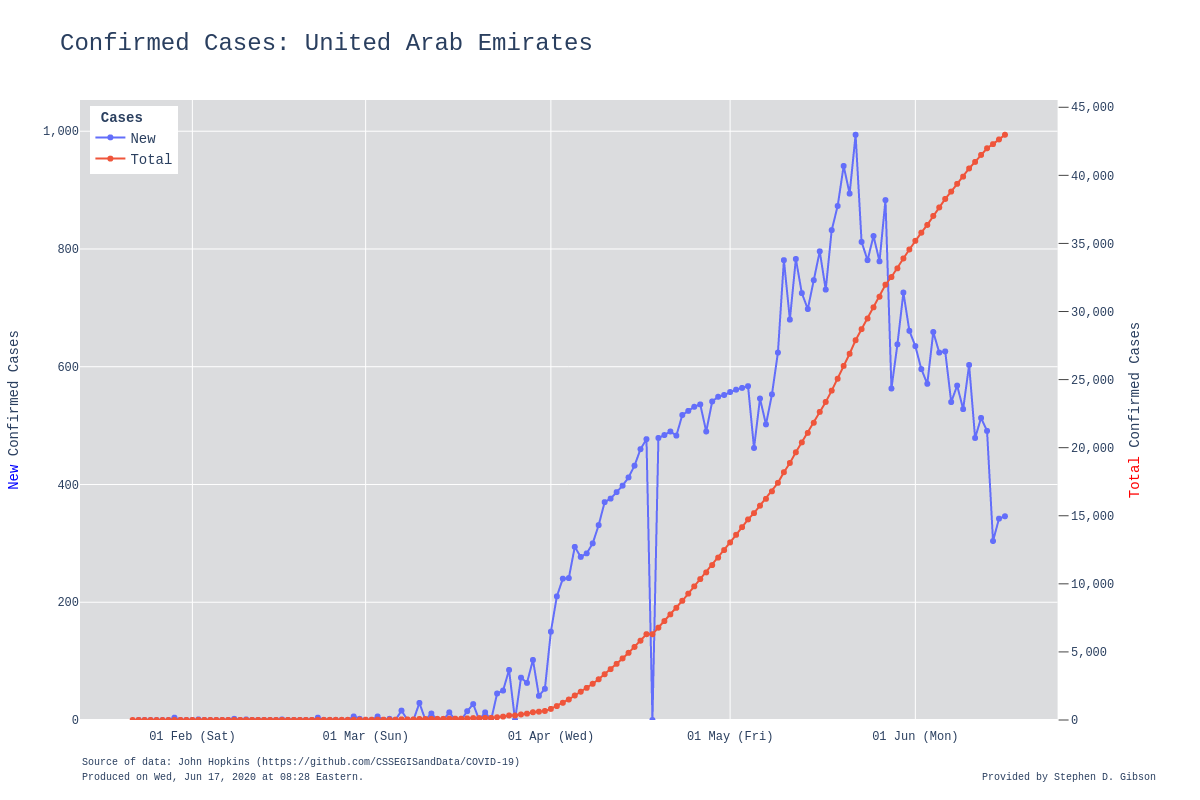 Confirmed Cases: United Arab Emirates
Cases
New
Total
1,000
800
600
400
200
0
45,000
40,000
35,000
30,000
25,000
20,000
15,000
10,000
5,000
0
New Confirmed Cases
Total Confirmed Cases
01 Feb (Sat)
01 Mar (Sun)
01 Apr (Wed)
01 May (Fri)
01 Jun (Mon)
Source of data: John Hopkins (https://github.com/CSSEGISandData/COVID-19)
Produced on Wed, Jun 17, 2020 at 08:28 Eastern.
Provided by Stephen D. Gibson